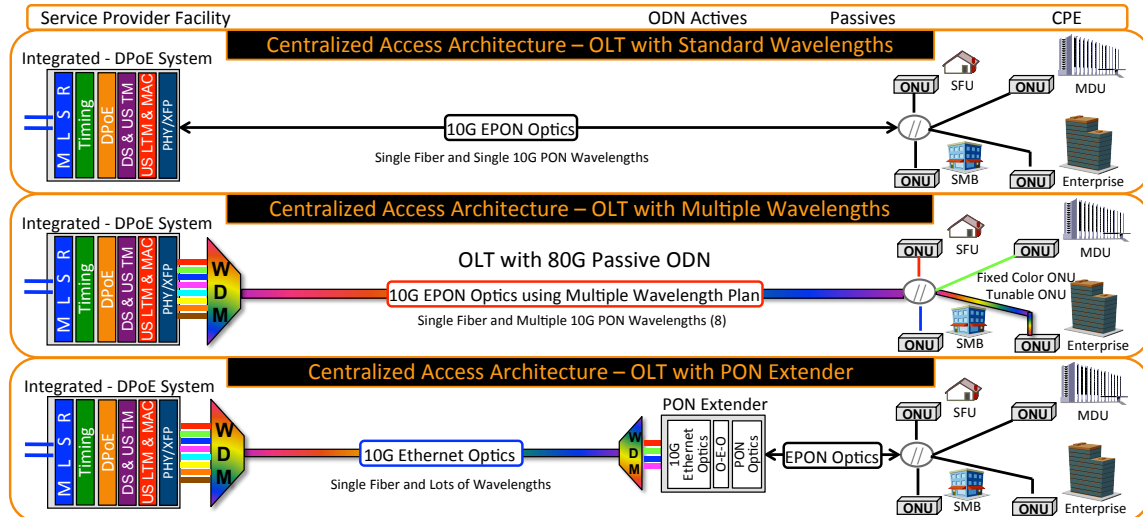 Service Provider Facility ODN Actives Passives CPE
Centralized Access Architecture – OLT with Standard Wavelengths
Integrated - DPoE System
M L S R
Timing
DPoE
DS & US TM
US LTM & MAC
PHY/XFP
10G EPON Optics
Single Fiber and Single 10G PON Wavelengths
ONU
SFU
ONU
MDU
ONU
SMB
ONU
Enterprise
Centralized Access Architecture – OLT with Multiple Wavelengths
Integrated - DPoE System
M L S R
Timing
DPoE
DS & US TM
US LTM & MAC
PHY/XFP
W D M
OLT with 80G Passive ODN
10G EPON Optics using Multiple Wavelength Plan
Single Fiber and Multiple 10G PON Wavelengths (8)
ONU
SFU
ONU
MDU
Fixed Color ONU
Tunable ONU
ONU
SMB
ONU
Enterprise
Centralized Access Architecture – OLT with PON Extender
Integrated - DPoE System
M L S R
Timing
DPoE
DS & US TM
US LTM & MAC
PHY/XFP
W D M
10G Ethernet Optics
Single Fiber and Lots of Wavelengths
W D M
PON Extender
10G Ethernet Optics
O-E-O
PON Optics
EPON Optics
ONU
SFU
ONU
MDU
ONU
SMB
ONU
Enterprise